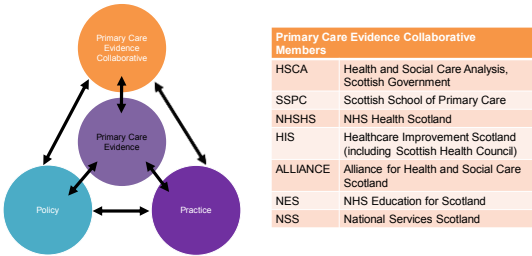 Primary Care
Evidence
Collaborative
Primary Care
Evidence
Policy
Practice
Primary Care Evidence Collaborative
Members
HSCA Health and Social Care Analysis,
Scottish Government
SSPC Scottish School of Primary Care
NHSHS NHS Health Scotland
HIS Healthcare Improvement Scotland
(including Scottish Health Council)
ALLIANCE Alliance for Health and Social Care
Scotland
NES NHS Education for Scotland
NSS National Services Scotland